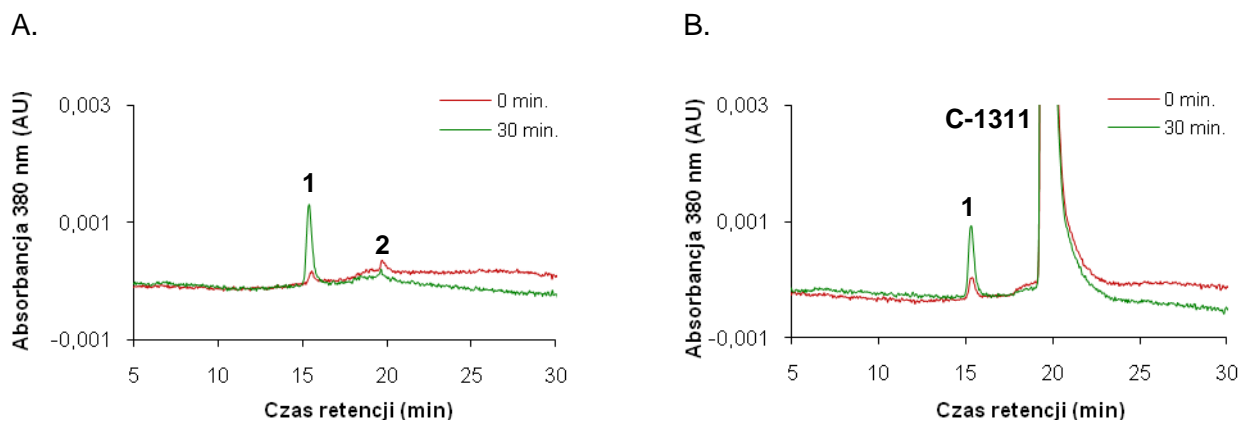 A.
Absorbancja 380 nm (AU)
0,003
0,001
-0,001
0 min.
30 min.
1
2
5 10 15 20 25 30
Czas retencji (min)
B.
Absorbancja 380 nm (AU)
0,003
0,001
-0,001
0 min.
30 min.
C-1311
1
5 10 15 20 25 30
Czas retencji (min)